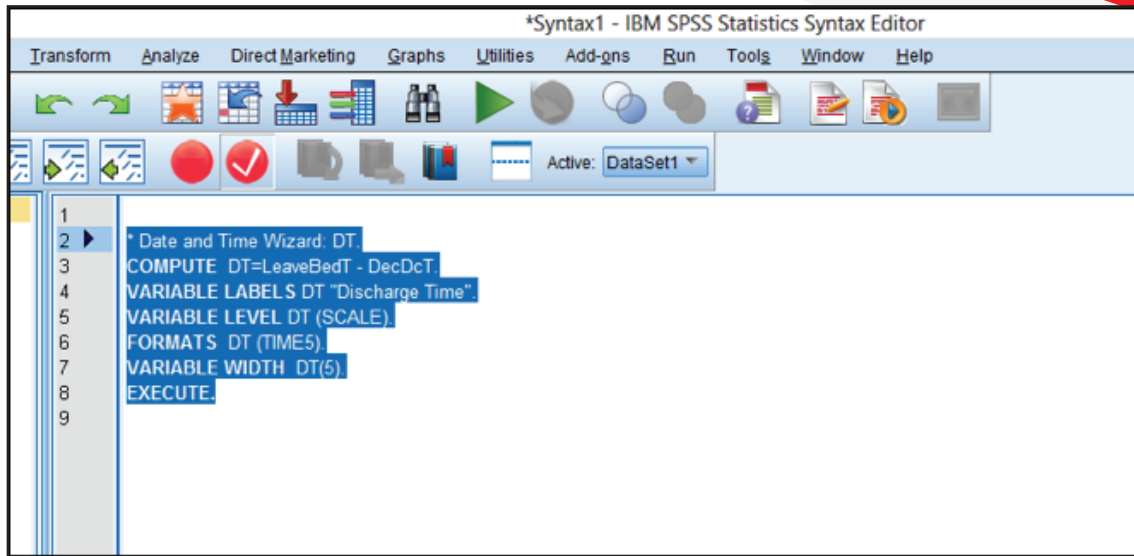 *Syntax1 - IBM SPSS Statistics Syntax Editor
Transform Analyze Direct Marketing Graphs Utilities Add-ons Run Tools Window Help
Active: DataSet1
1
2 * Date and Time Wizard: DT.
3 COMPUTE DT=LeaveBedT - DecDcT.
4 VARIABLE LABELS DT "Discharge Time".
5 VARIABLE LEVEL DT (SCALE).
6 FORMATS DT (TIME5).
7 VARIABLE WIDTH DT(5).
8 EXECUTE.
9